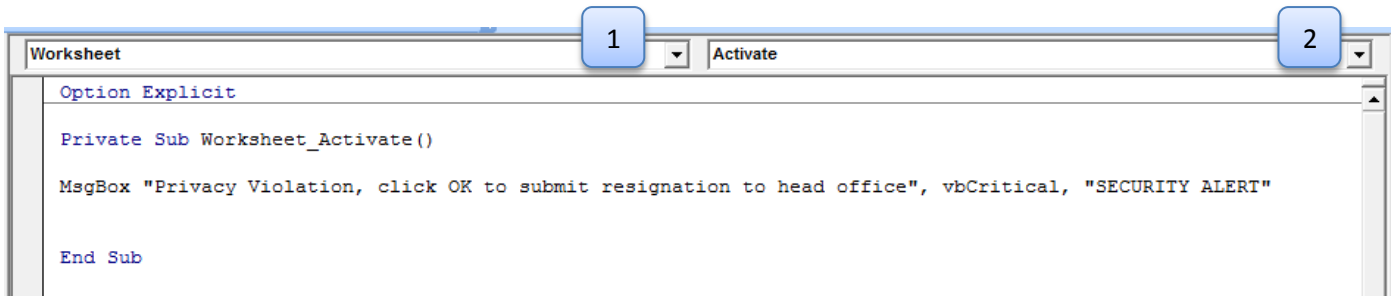 1
2
Worksheet
Activate
Option Explicit
Private Sub Worksheet_Activate()
MsgBox "Privacy Violation, click OK to submit resignation to head office", vbCritical, "SECURITY ALERT"
End Sub